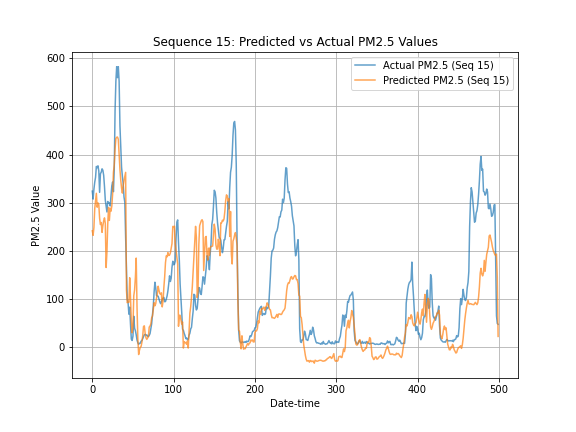 Sequence 15: Predicted vs Actual PM2.5 Values
Actual PM2.5 (Seq 15)
Predicted PM2.5 (Seq 15)
600
500
400
300
200
100
0
PM2.5 Value
0 100 200 300 400 500
Date-time